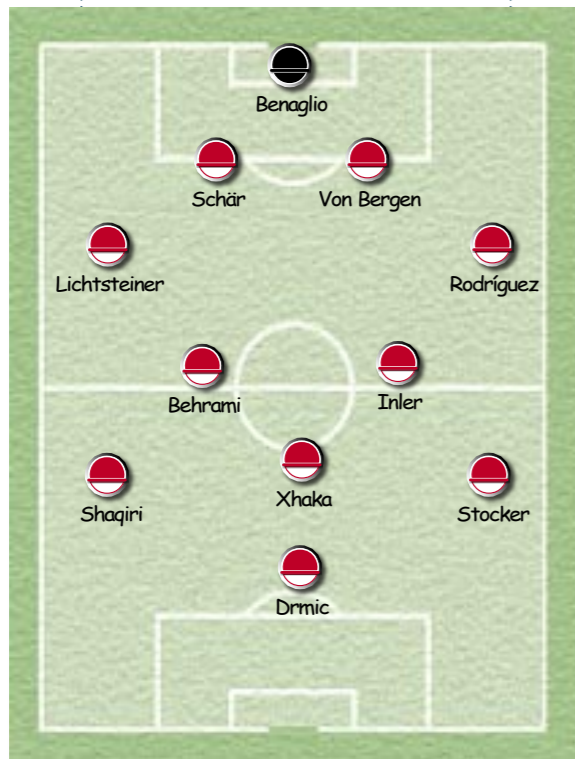 Benaglio
Schär Von Bergen
Lichtsteiner Rodríguez
Behrami Inler
Shaqiri Xhaka Stocker
Drmic